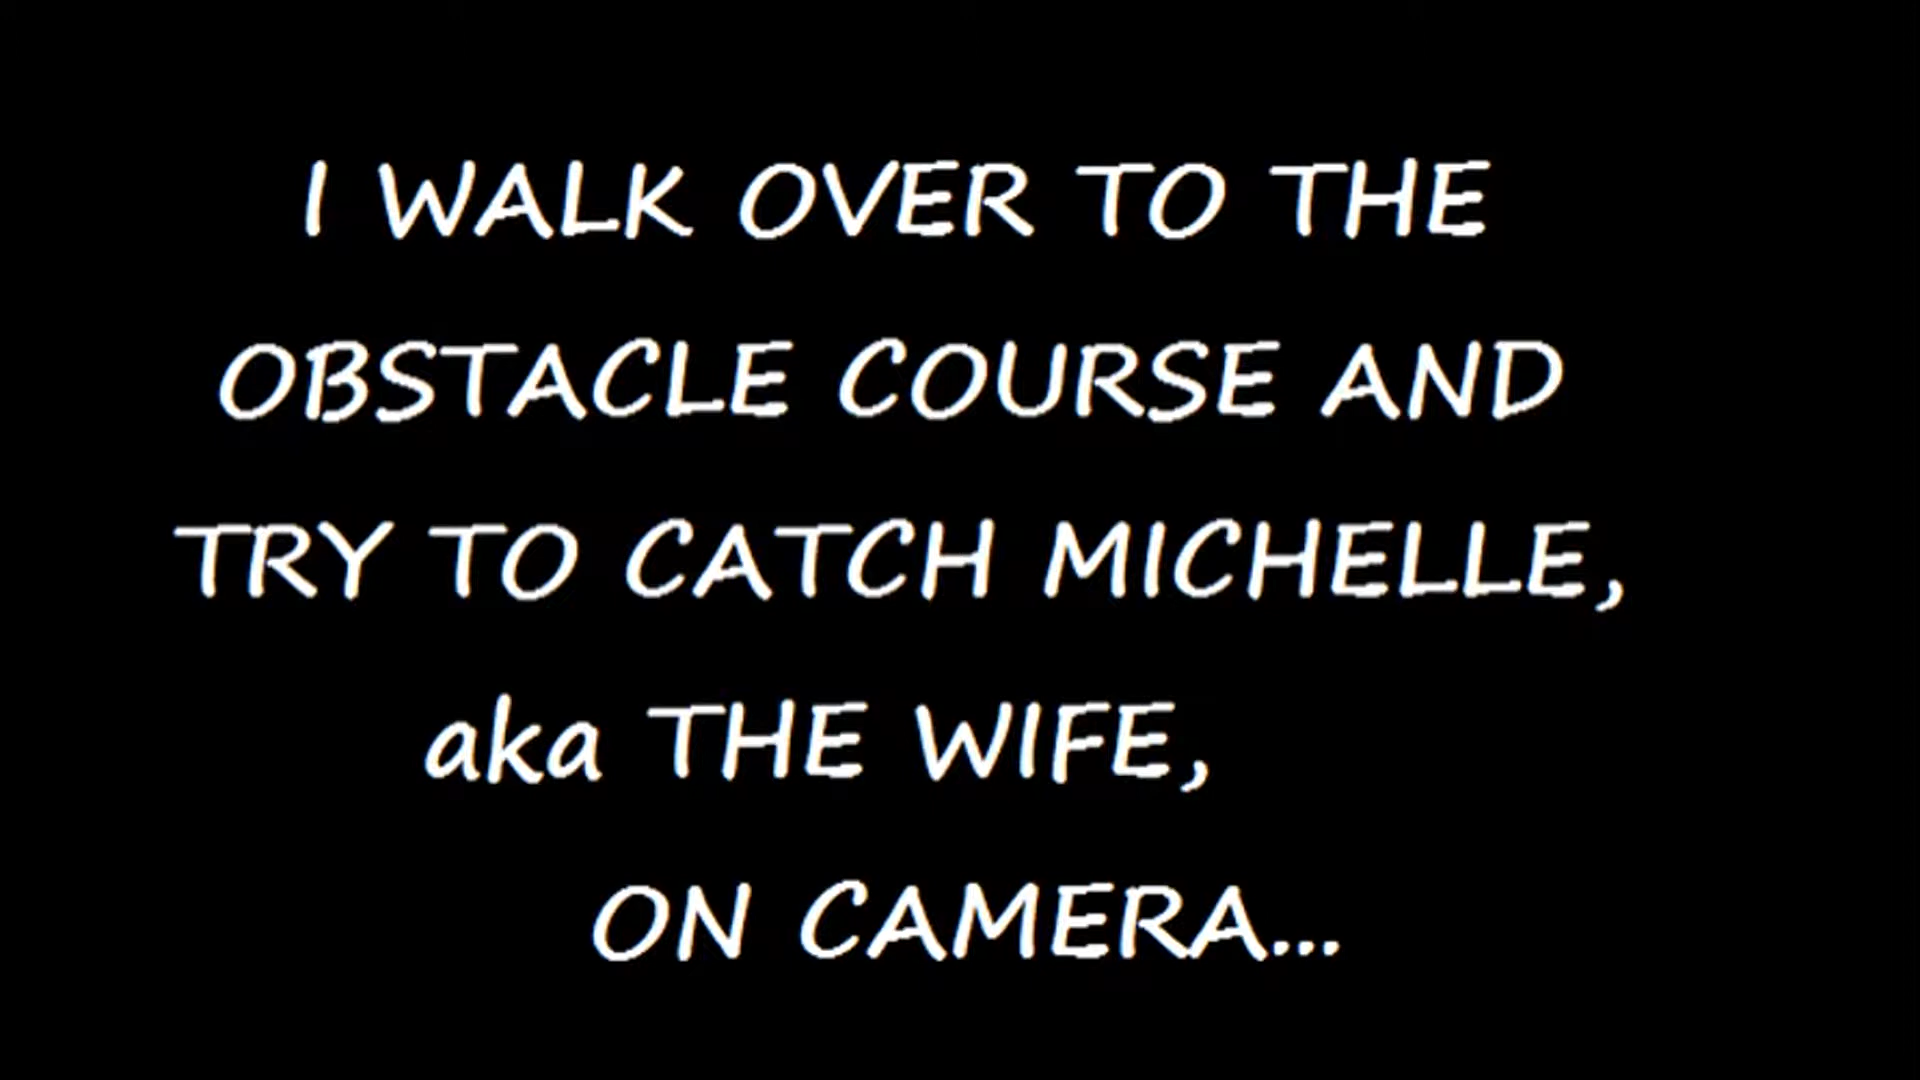 I WALK OVER TO THE
OBSTACLE COURSE AND
TRY TO CATCH MICHELLE,
aka THE WIFE,
ON CAMERA...